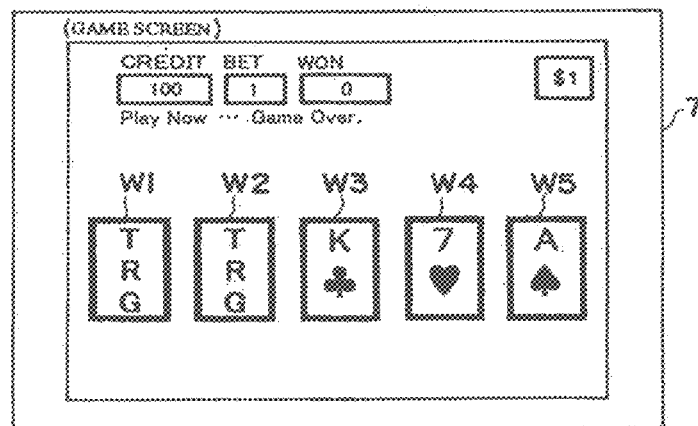 (GAME SCREEN)
CREDIT BET WON
100 1 0 $1
Play Now ... Game Over.
7
W1 W2 W3 W4 W5
T T K 7 A
R R
G G